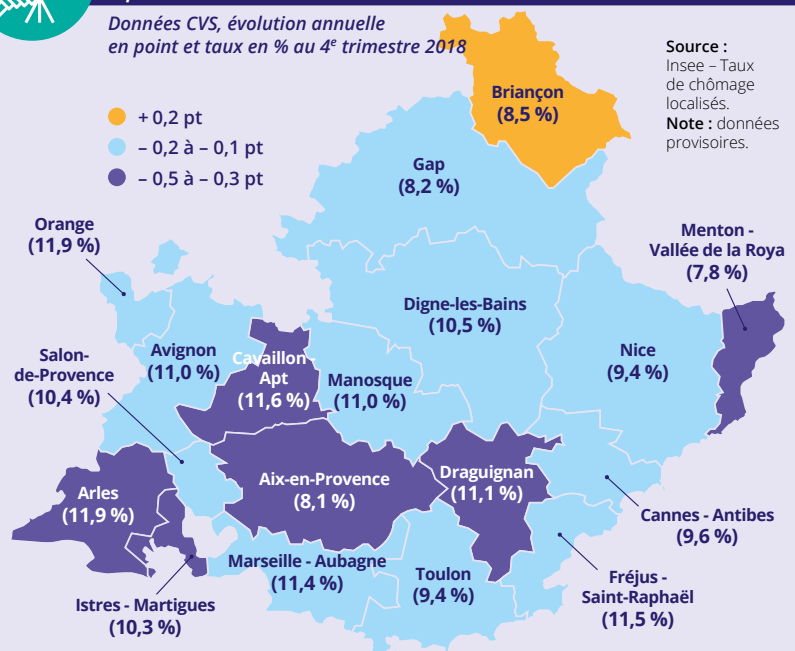 Données CVS, évolution annuelle
en point et taux en % au 4e trimestre 2018
Source :
Insee – Taux
de chômage
localisés.
Note : données
provisoires.
+ 0,2 pt
– 0,2 à – 0,1 pt
– 0,5 à – 0,3 pt
Briançon
(8,5 %)
Gap
(8,2 %)
Orange
(11,9 %)
Menton -
Vallée de la Roya
(7,8 %)
Digne-les-Bains
(10,5 %)
Avignon
(11,0 %)
Nice
(9,4 %)
Salon-
de-Provence
(10,4 %)
Cavaillon -
Apt
(11,6 %)
Manosque
(11,0 %)
Aix-en-Provence
(8,1 %)
Draguignan
(11,1 %)
Arles
(11,9 %)
Cannes - Antibes
(9,6 %)
Marseille - Aubagne
(11,4 %)
Toulon
(9,4 %)
Fréjus -
Saint-Raphaël
(11,5 %)
Istres - Martigues
(10,3 %)